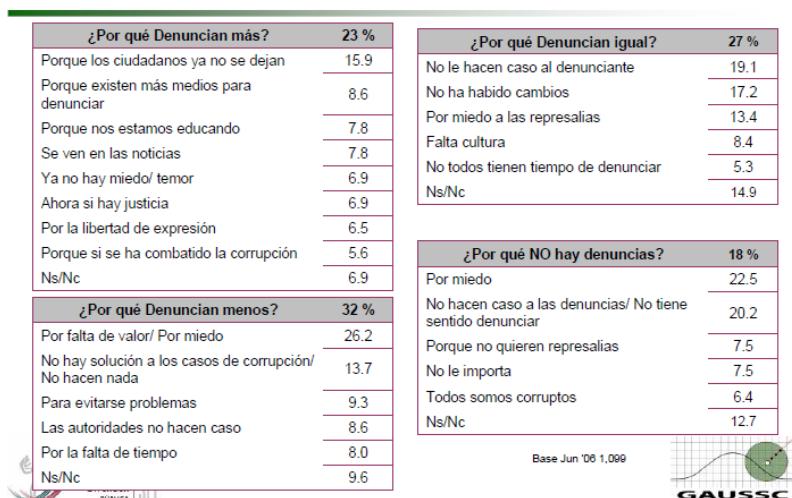 ¿Por qué Denuncian más? 23 %
Porque los ciudadanos ya no se dejan 15.9
Porque existen más medios para
denunciar 8.6
Porque nos estamos educando 7.8
Se ven en las noticias 7.8
Ya no hay miedo/ temor 6.9
Ahora si hay justicia 6.9
Por la libertad de expresión 6.5
Porque si se ha combatido la corrupción 5.6
Ns/Nc 6.9
¿Por qué Denuncian menos? 32 %
Por falta de valor/ Por miedo 26.2
No hay solución a los casos de corrupción/
No hacen nada 13.7
Para evitarse problemas 9.3
Las autoridades no hacen caso 8.6
Por la falta de tiempo 8.0
Ns/Nc 9.6
¿Por qué Denuncian igual? 27 %
No le hacen caso al denunciante 19.1
No ha habido cambios 17.2
Por miedo a las represalias 13.4
Falta cultura 8.4
No todos tienen tiempo de denunciar 5.3
Ns/Nc 14.9
¿Por qué NO hay denuncias? 18 %
Por miedo 22.5
No hacen caso a las denuncias/ No tiene
sentido denunciar 20.2
Porque no quieren represalias 7.5
No le importa 7.5
Todos somos corruptos 6.4
Ns/Nc 12.7
Base Jun '06 1,099
GAUSSC